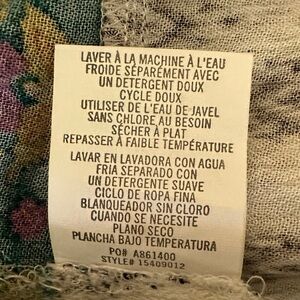 LAVER À LA MACHINE À L'EAU
FROIDE SÉPARÉMENT AVEC
UN DETERGENT DOUX
CYCLE DOUX
UTILISER DE L'EAU DE JAVEL
SANS CHLORE AU BESOIN
SÉCHER À PLAT
REPASSER À FAIBLE TEMPÉRATURE
LAVAR EN LAVADORA CON AGUA
FRIA SEPARADO CON
UN DETERGENTE SUAVE
CICLO DE ROPA FINA
BLANQUEADOR SIN CLORO
CUANDO SE NECESITE
PLANO SECO
PLANCHA BAJO TEMPERATURA
PO# A861400
STYLE# 15409012